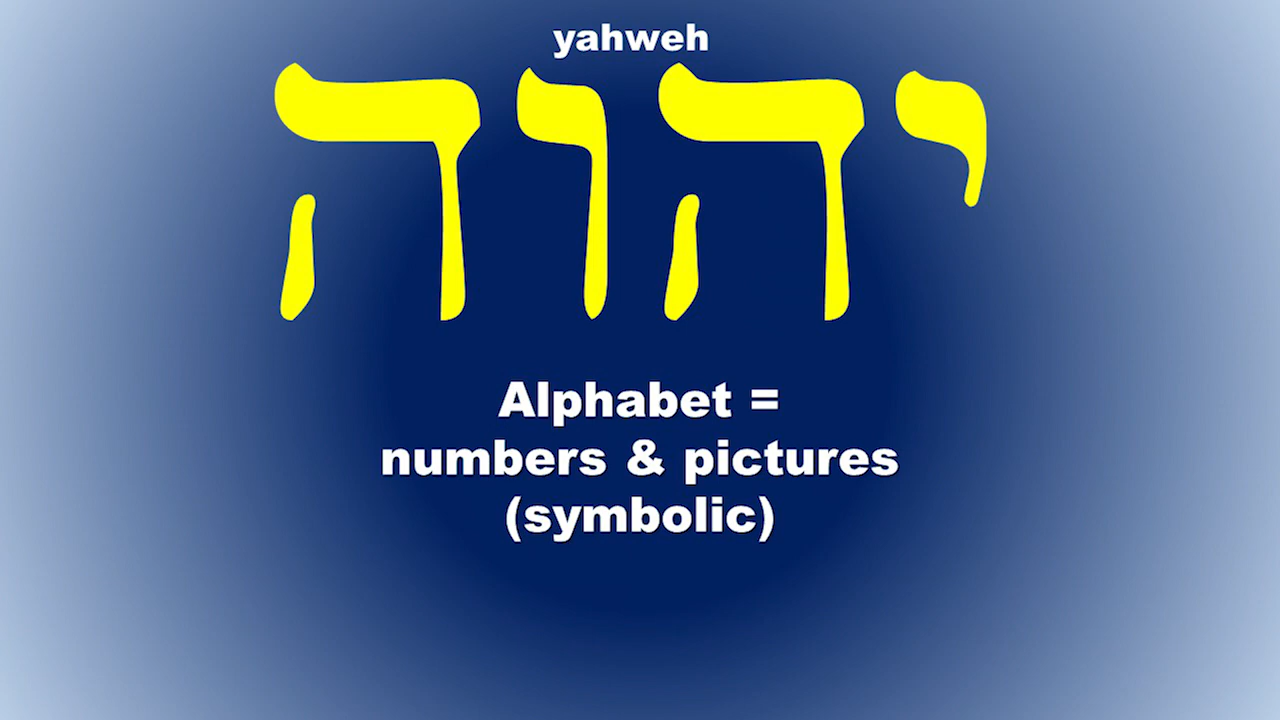 yahweh
יהוה
Alphabet =
numbers & pictures
(symbolic)